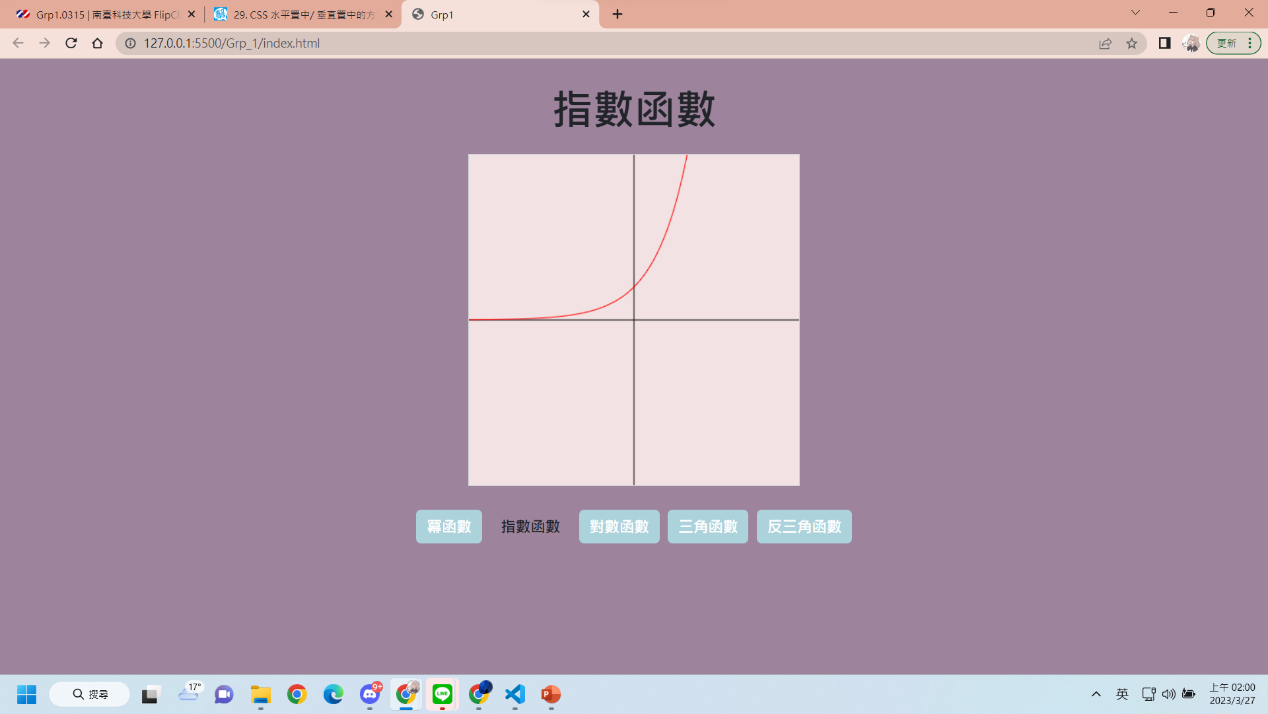 Grp1.0315 | 南臺科技大學 FlipCl
29. CSS 水平置中/ 垂直置中的方
Grp1
127.0.0.1:5500/Grp_1/index.html
更新
指數函數
冪函數
指數函數
對數函數
三角函數
反三角函數
搜尋
17°
9+
LINE
英
上午 02:00
2023/3/27